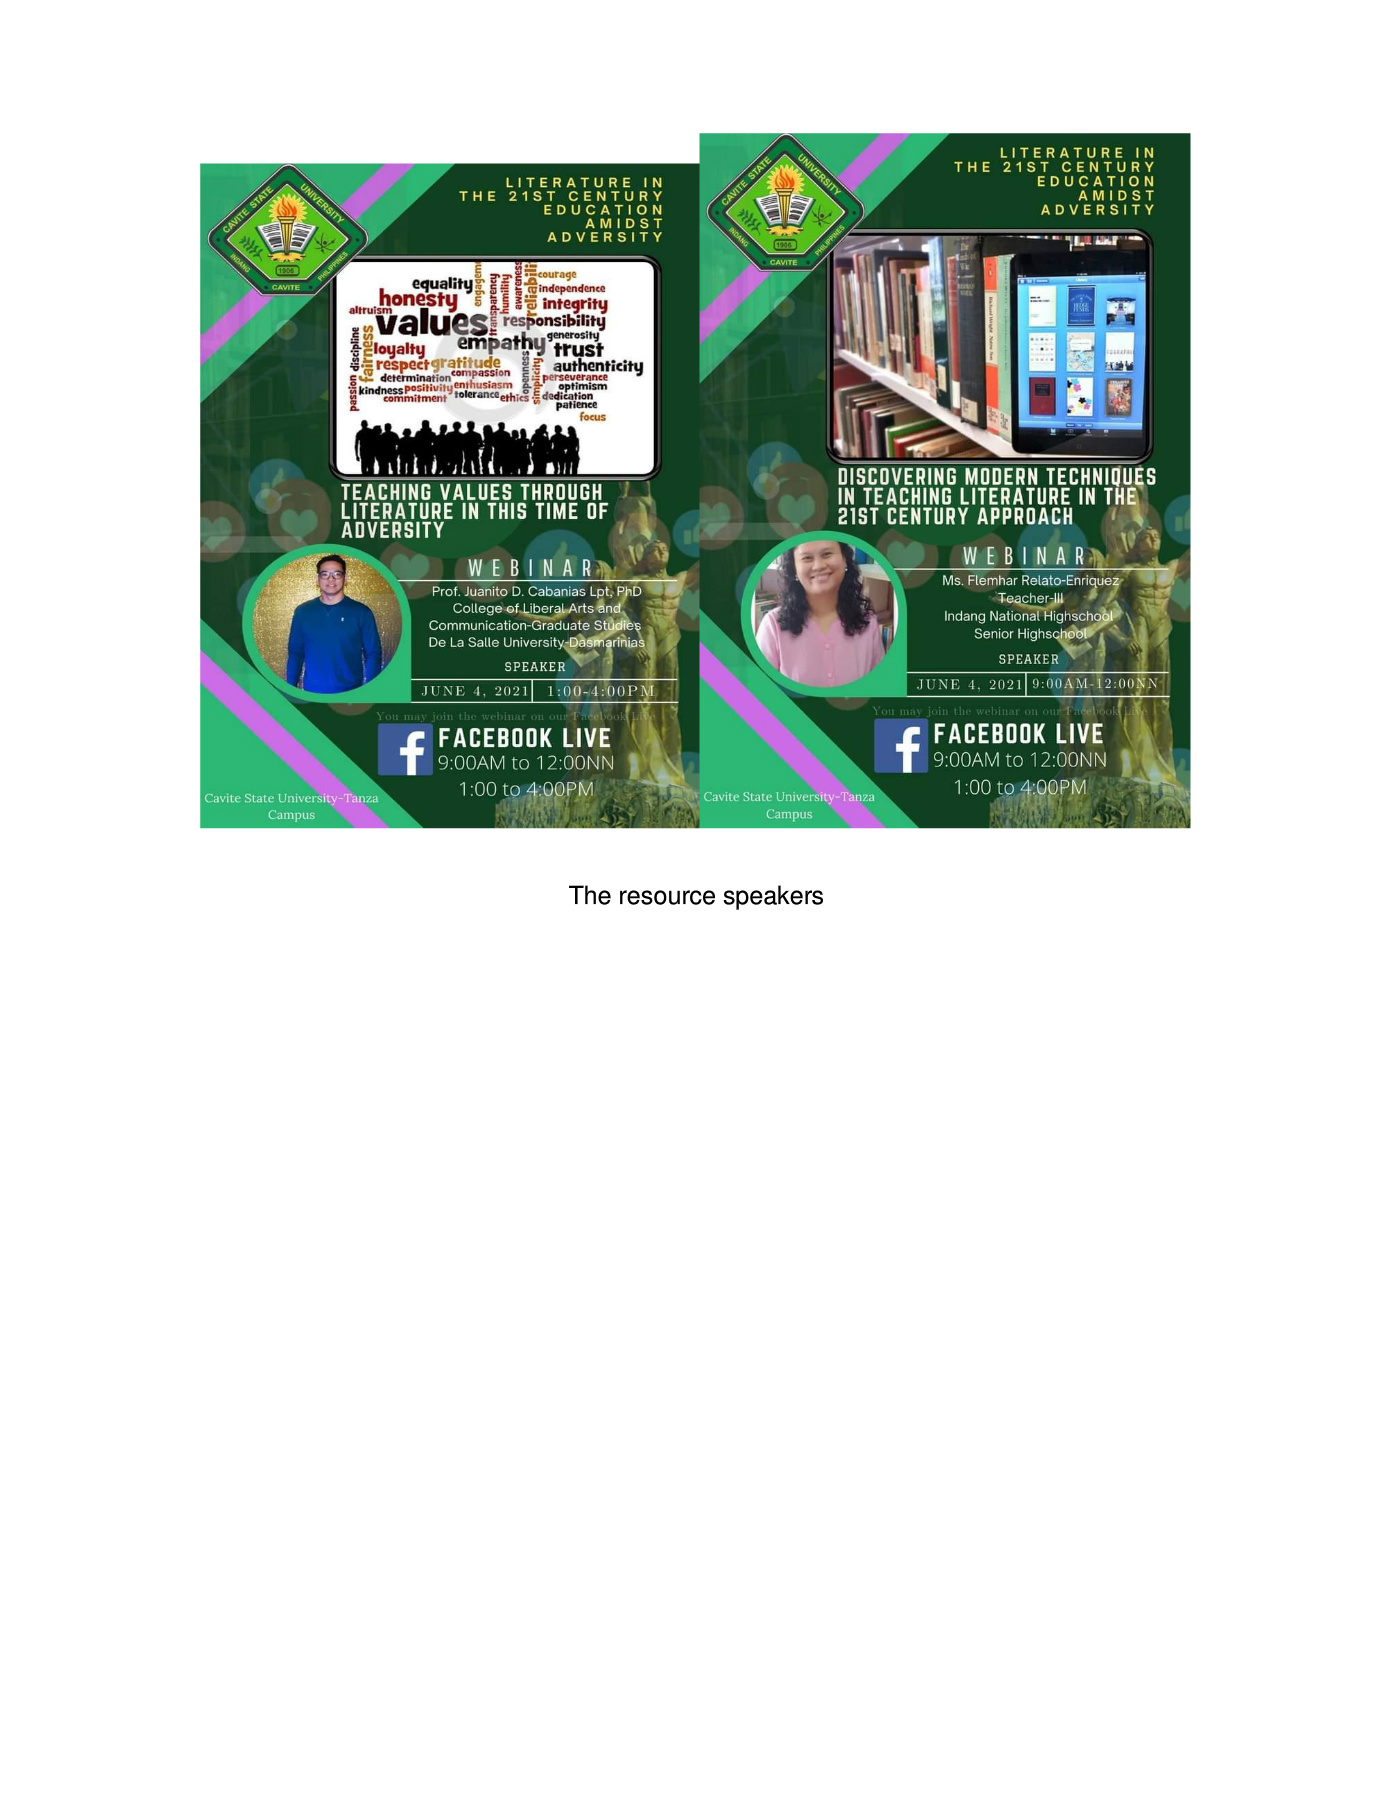 CAVITE STATE UNIVERSITY
INDANG PHILIPPINES
1906
CAVITE
LITERATURE IN
THE 21ST CENTURY
EDUCATION
AMIDST
ADVERSITY
equality
honesty
altruism
values
engagem
transparency
humility
awareness
reliabili
courage
independence
integrity
responsibility
generosity
empathy
trust
authenticity
passion discipline
fairness
loyalty
respect gratitude
determination compassion
kindness positivity enthusiasm
commitment tolerance ethics
openness
simplicity
perseverance
optimism
dedication
patience
focus
TEACHING VALUES THROUGH
LITERATURE IN THIS TIME OF
ADVERSITY
WEBINAR
Prof. Juanito D. Cabanias Lpt, PhD
College of Liberal Arts and
Communication-Graduate Studies
De La Salle University-Dasmarinias
SPEAKER
JUNE 4, 2021 1:00-4:00PM
You may join the webinar on our Facebook Live
FACEBOOK LIVE
9:00AM to 12:00NN
1:00 to 4:00PM
Cavite State University-Tanza
Campus
CAVITE STATE UNIVERSITY
INDANG PHILIPPINES
1906
CAVITE
LITERATURE IN
THE 21ST CENTURY
EDUCATION
AMIDST
ADVERSITY
DISCOVERING MODERN TECHNIQUES
IN TEACHING LITERATURE IN THE
21ST CENTURY APPROACH
WEBINAR
Ms. Flemhar Relato-Enriquez
Teacher-III
Indang National Highschool
Senior Highschool
SPEAKER
JUNE 4, 2021 9:00AM-12:00NN
You may join the webinar on our Facebook Live
FACEBOOK LIVE
9:00AM to 12:00NN
1:00 to 4:00PM
Cavite State University-Tanza
Campus
The resource speakers